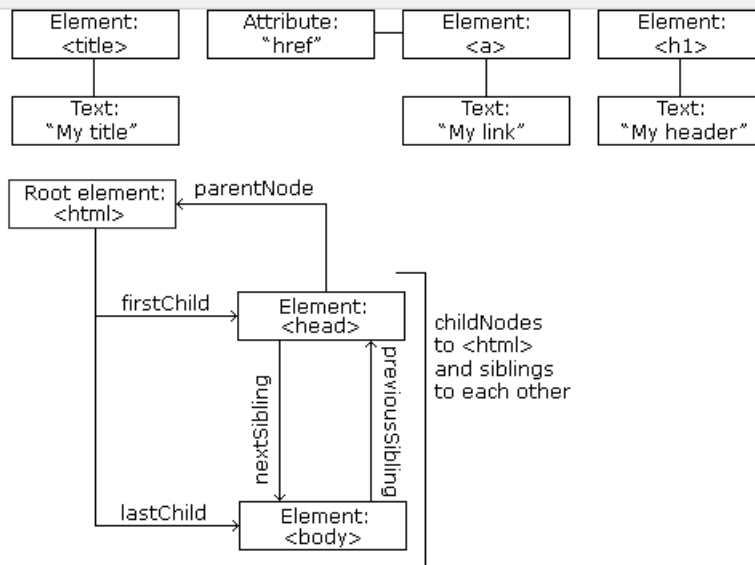 Element:
<title>
Attribute:
“href”
Element:
<a>
Element:
<h1>
Text:
“My title”
Text:
“My link”
Text:
“My header”
Root element:
<html>
parentNode
firstChild
Element:
<head>
childNodes
to <html>
and siblings
to each other
nextSibling
previousSibling
lastChild
Element:
<body>